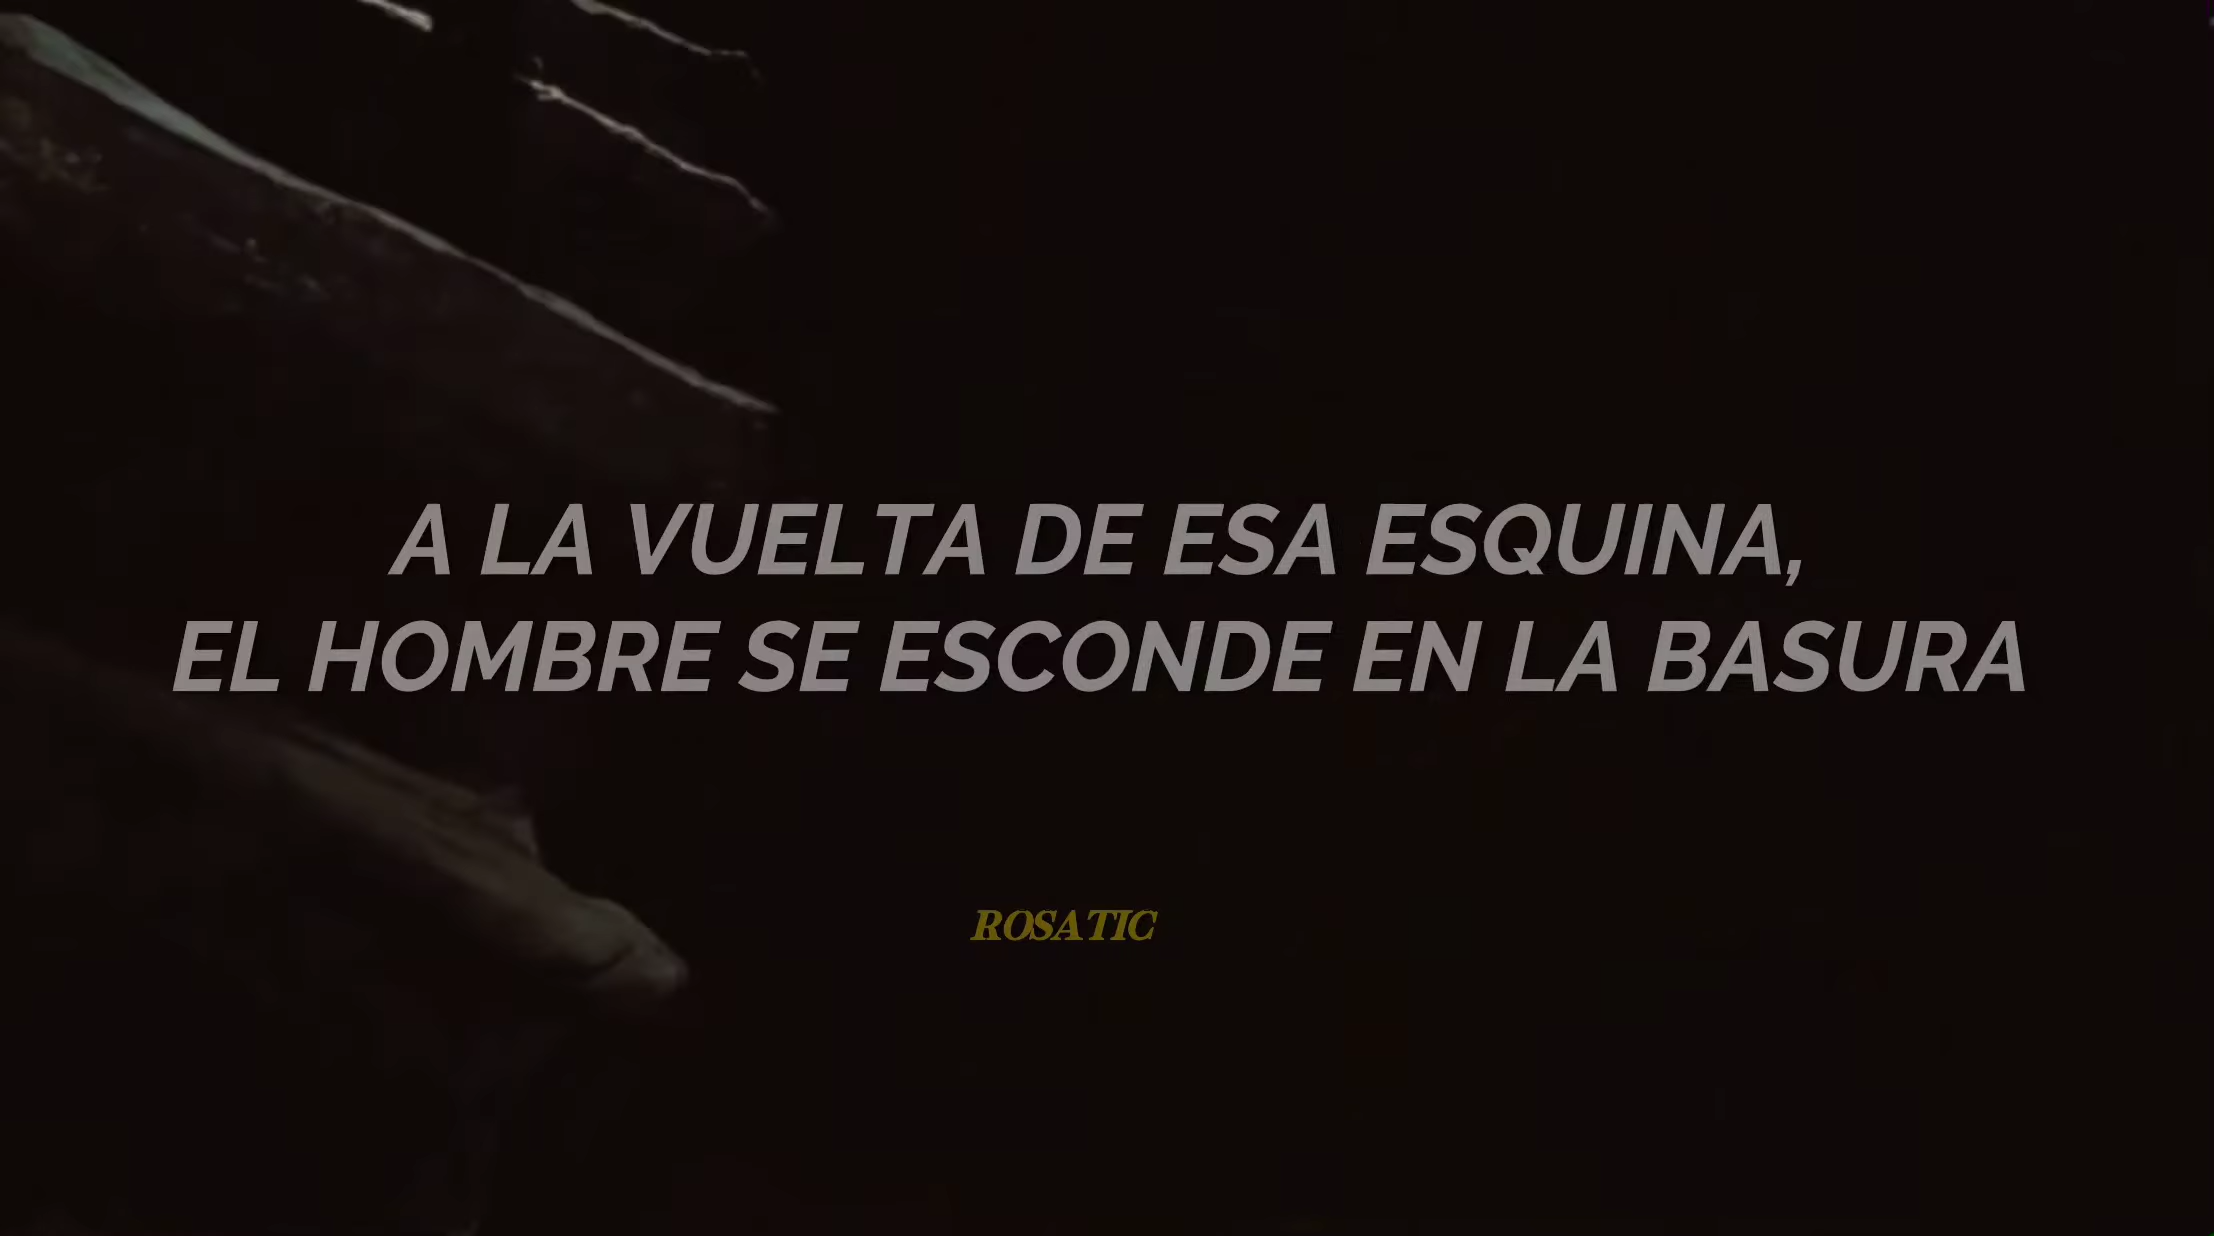 A LA VUELTA DE ESA ESQUINA,
EL HOMBRE SE ESCONDE EN LA BASURA
ROSATIC